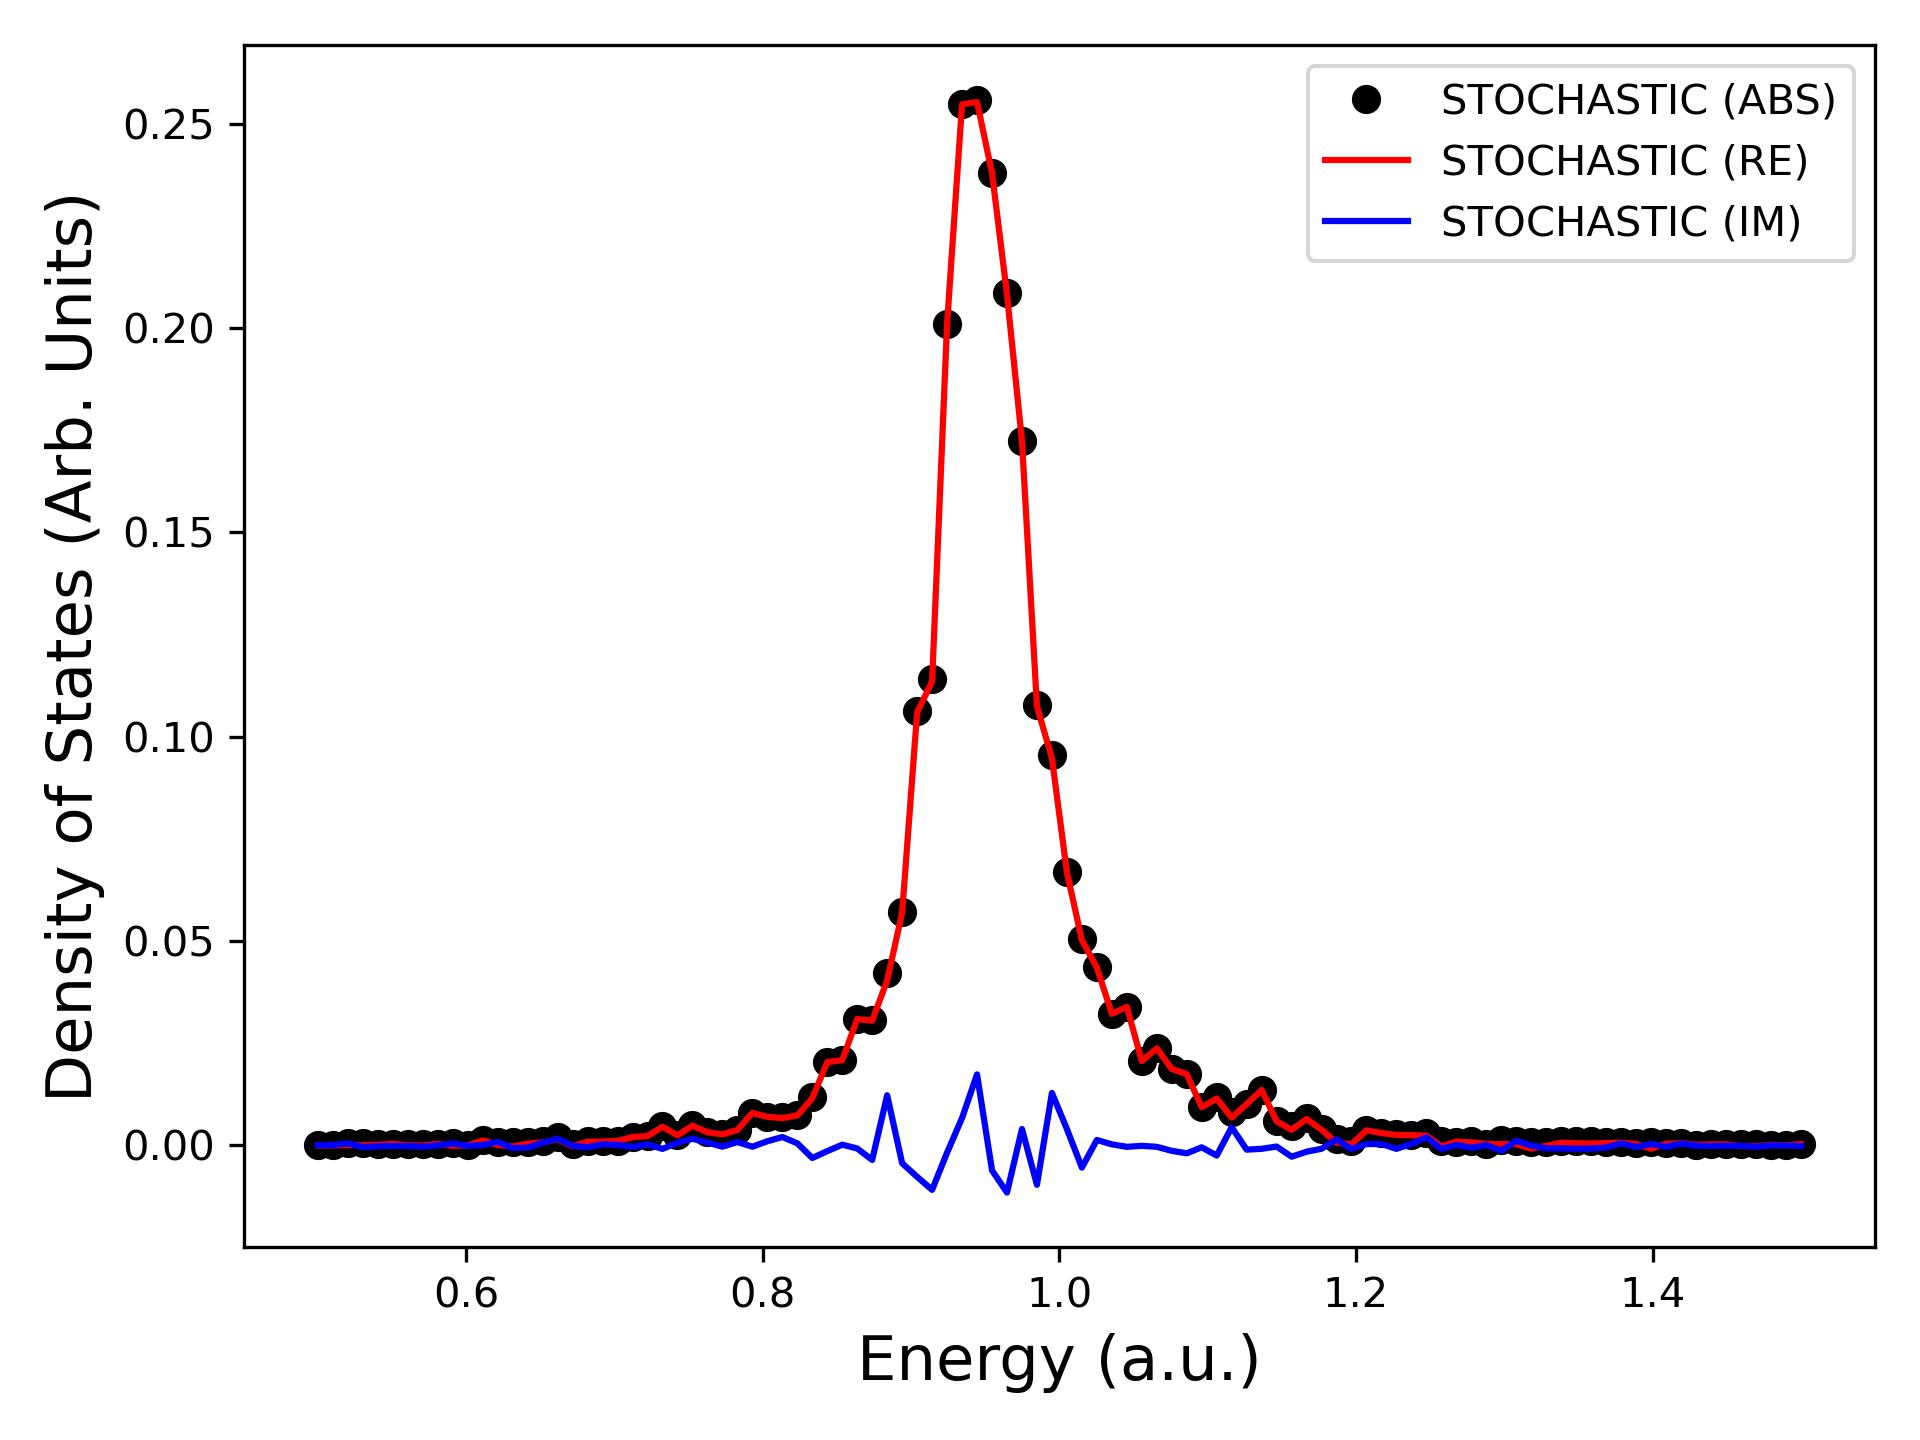 STOCHASTIC (ABS)
STOCHASTIC (RE)
STOCHASTIC (IM)
Density of States (Arb. Units)
0.25
0.20
0.15
0.10
0.05
0.00
0.6 0.8 1.0 1.2 1.4
Energy (a.u.)